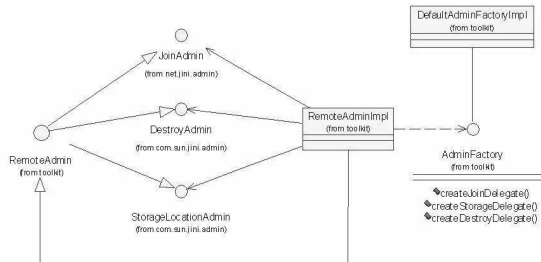 DefaultAdminFactoryImpl
(from toolkit)
JoinAdmin
(from net.jini.admin)
RemoteAdminImpl
(from toolkit)
DestroyAdmin
(from com.sun.jini.admin)
RemoteAdmin
(from toolkit)
AdminFactory
(from toolkit)
createJoinDelegate()
createStorageDelegate()
createDestroyDelegate()
StorageLocationAdmin
(from com.sun.jini.admin)